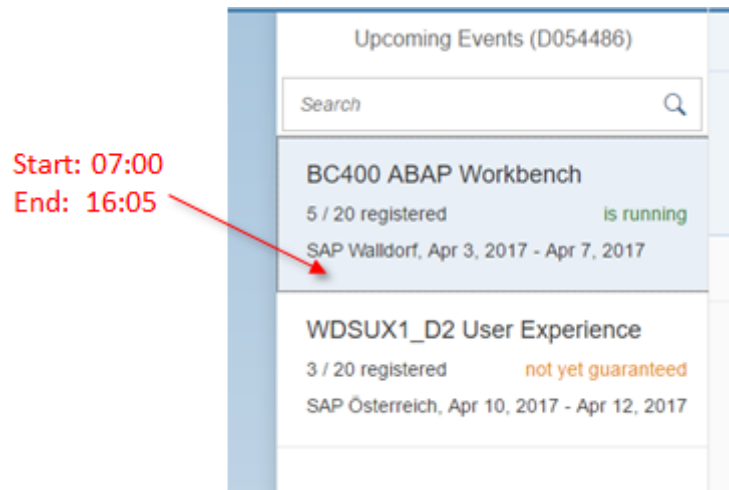 Upcoming Events (D054486)
Search
Start: 07:00
End: 16:05
BC400 ABAP Workbench
5 / 20 registered is running
SAP Walldorf, Apr 3, 2017 - Apr 7, 2017
WDSUX1_D2 User Experience
3 / 20 registered not yet guaranteed
SAP Österreich, Apr 10, 2017 - Apr 12, 2017